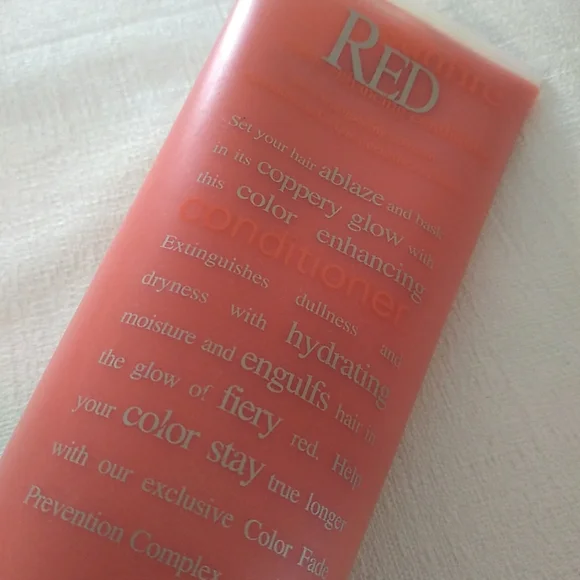 RED
Set your hair ablaze and bask
in its coppery glow with
this color enhancing
conditioner
Extinguishes dullness and
dryness with hydrating
moisture and engulfs hair in
the glow of fiery red. Help
your color stay true longer
with our exclusive Color Fade
Prevention Complex